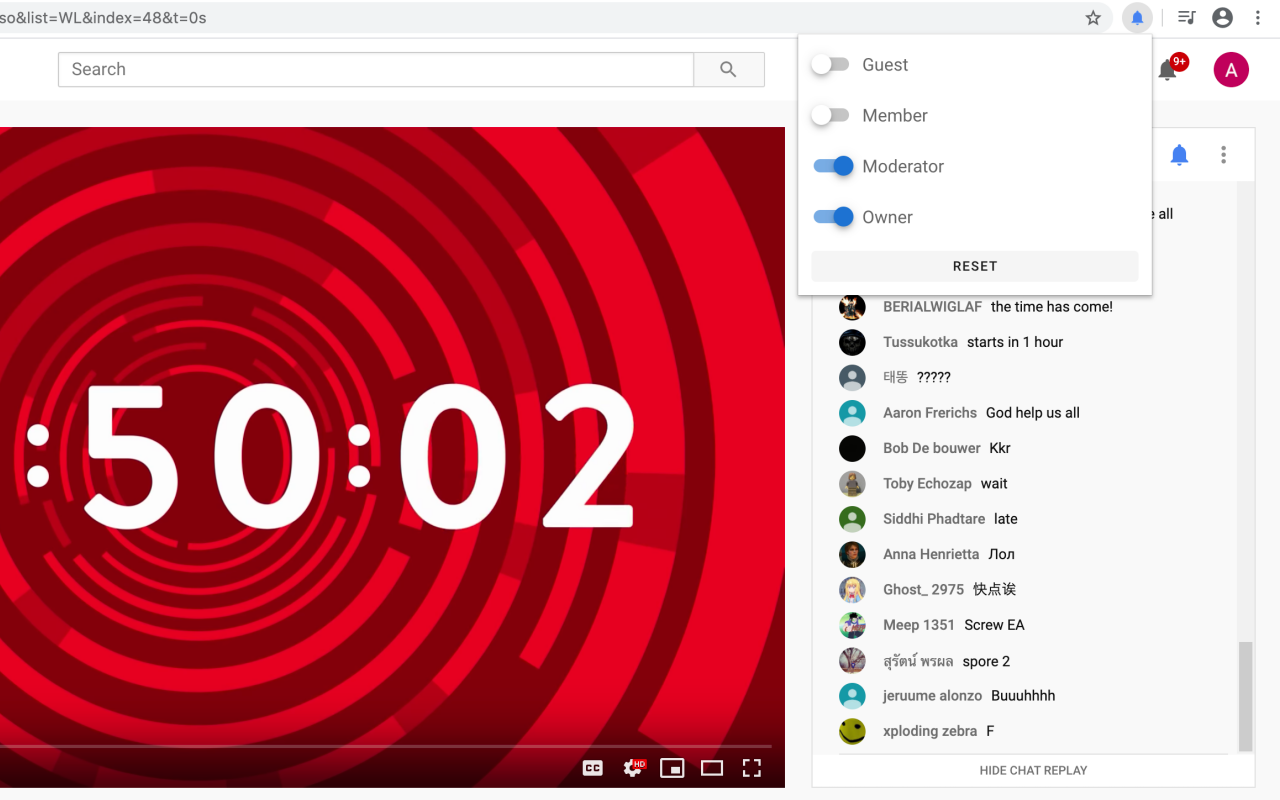 so&list=WL&index=48&t=0s
Search
9+
A
Guest
Member
Moderator
Owner
RESET
all
BERIALWIGLAF the time has come!
Tussukotka starts in 1 hour
태똥 ?????
Aaron Frerichs God help us all
Bob De bouwer Kkr
Toby Echozap wait
Siddhi Phadtare late
Anna Henrietta Лол
Ghost_ 2975 快点诶
Meep 1351 Screw EA
สุรัตน์ พรผล spore 2
jeruume alonzo Buuuhhhh
xploding zebra F
:50:02
CC
HD
HIDE CHAT REPLAY